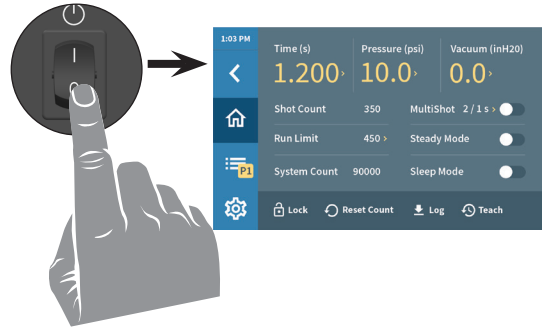 1:03 PM
Time (s) Pressure (psi) Vacuum (inH20)
1.200 › 10.0 › 0.0 ›
Shot Count 350 MultiShot 2 / 1 s ›
Run Limit 450 › Steady Mode
P1
System Count 90000 Sleep Mode
Lock Reset Count Log Teach